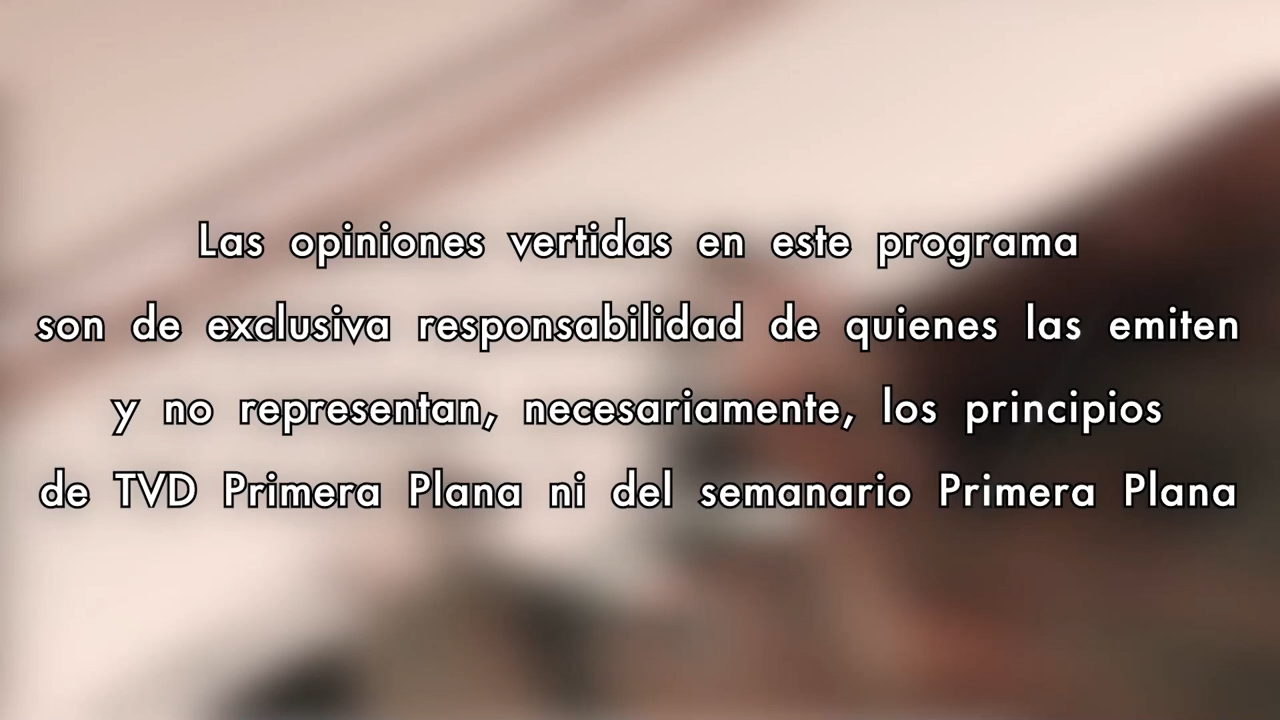 Las opiniones vertidas en este programa
son de exclusiva responsabilidad de quienes las emiten
y no representan, necesariamente, los principios
de TVD Primera Plana ni del semanario Primera Plana